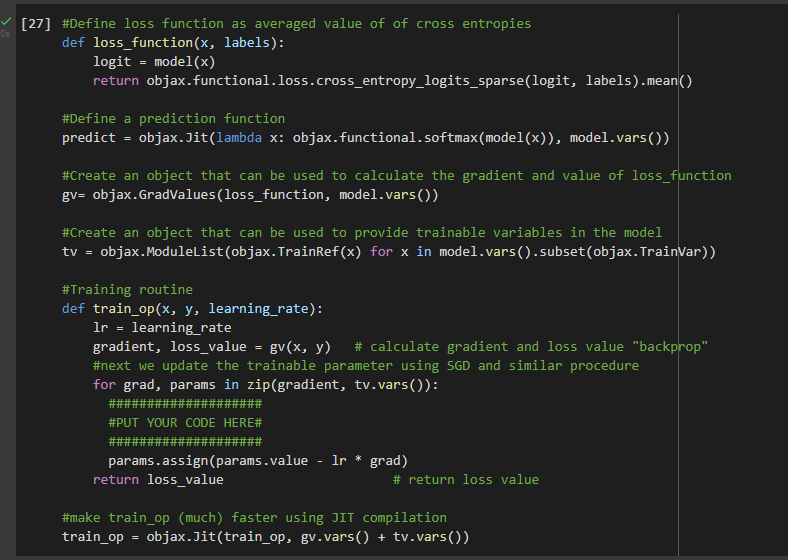 [27] #Define loss function as averaged value of of cross entropies
0s
def loss_function(x, labels):
    logit = model(x)
    return objax.functional.loss.cross_entropy_logits_sparse(logit, labels).mean()

#Define a prediction function
predict = objax.Jit(lambda x: objax.functional.softmax(model(x)), model.vars())

#Create an object that can be used to calculate the gradient and value of loss_function
gv= objax.GradValues(loss_function, model.vars())

#Create an object that can be used to provide trainable variables in the model
tv = objax.ModuleList(objax.TrainRef(x) for x in model.vars().subset(objax.TrainVar))

#Training routine
def train_op(x, y, learning_rate):
    lr = learning_rate
    gradient, loss_value = gv(x, y)   # calculate gradient and loss value "backprop"
    #next we update the trainable parameter using SGD and similar procedure
    for grad, params in zip(gradient, tv.vars()):
      ####################
      #PUT YOUR CODE HERE#
      ####################
      params.assign(params.value - lr * grad)
    return loss_value                      # return loss value

#make train_op (much) faster using JIT compilation
train_op = objax.Jit(train_op, gv.vars() + tv.vars())